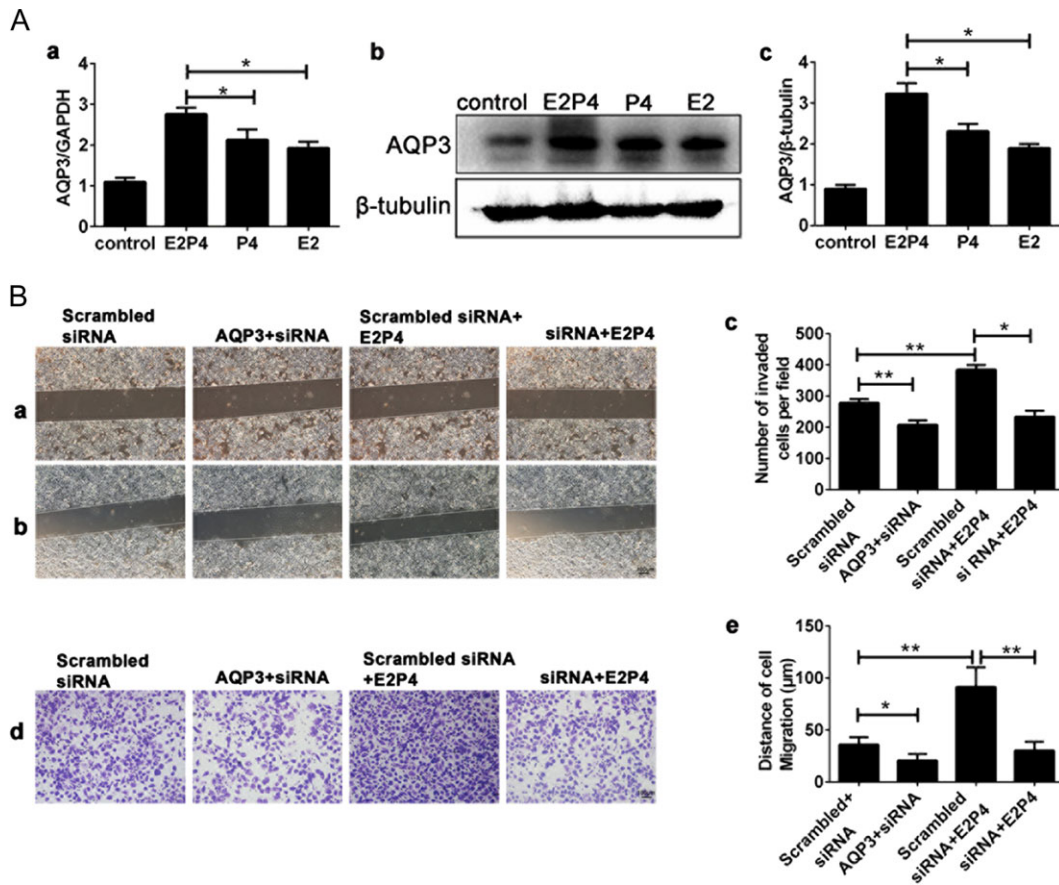 A
a
AQP3/GAPDH
4
3
2
1
0
*
*
control E2P4 P4 E2
b
control E2P4 P4 E2
AQP3
β-tubulin
c
AQP3/β-tubulin
4
3
2
1
0
*
*
control E2P4 P4 E2
B
Scrambled
siRNA
AQP3+siRNA
Scrambled siRNA+
E2P4
siRNA+E2P4
a
b
c
Number of invaded
cells per field
500
400
300
200
100
0
**
**
*
Scrambled
siRNA
AQP3+siRNA
Scrambled
siRNA+E2P4
si RNA+E2P4
Scrambled
siRNA
AQP3+siRNA
Scrambled siRNA
+E2P4
siRNA+E2P4
d
e
Distance of cell
Migration (μm)
150
100
50
0
*
**
**
Scrambled+
siRNA
AQP3+siRNA
Scrambled
siRNA+E2P4
siRNA+E2P4